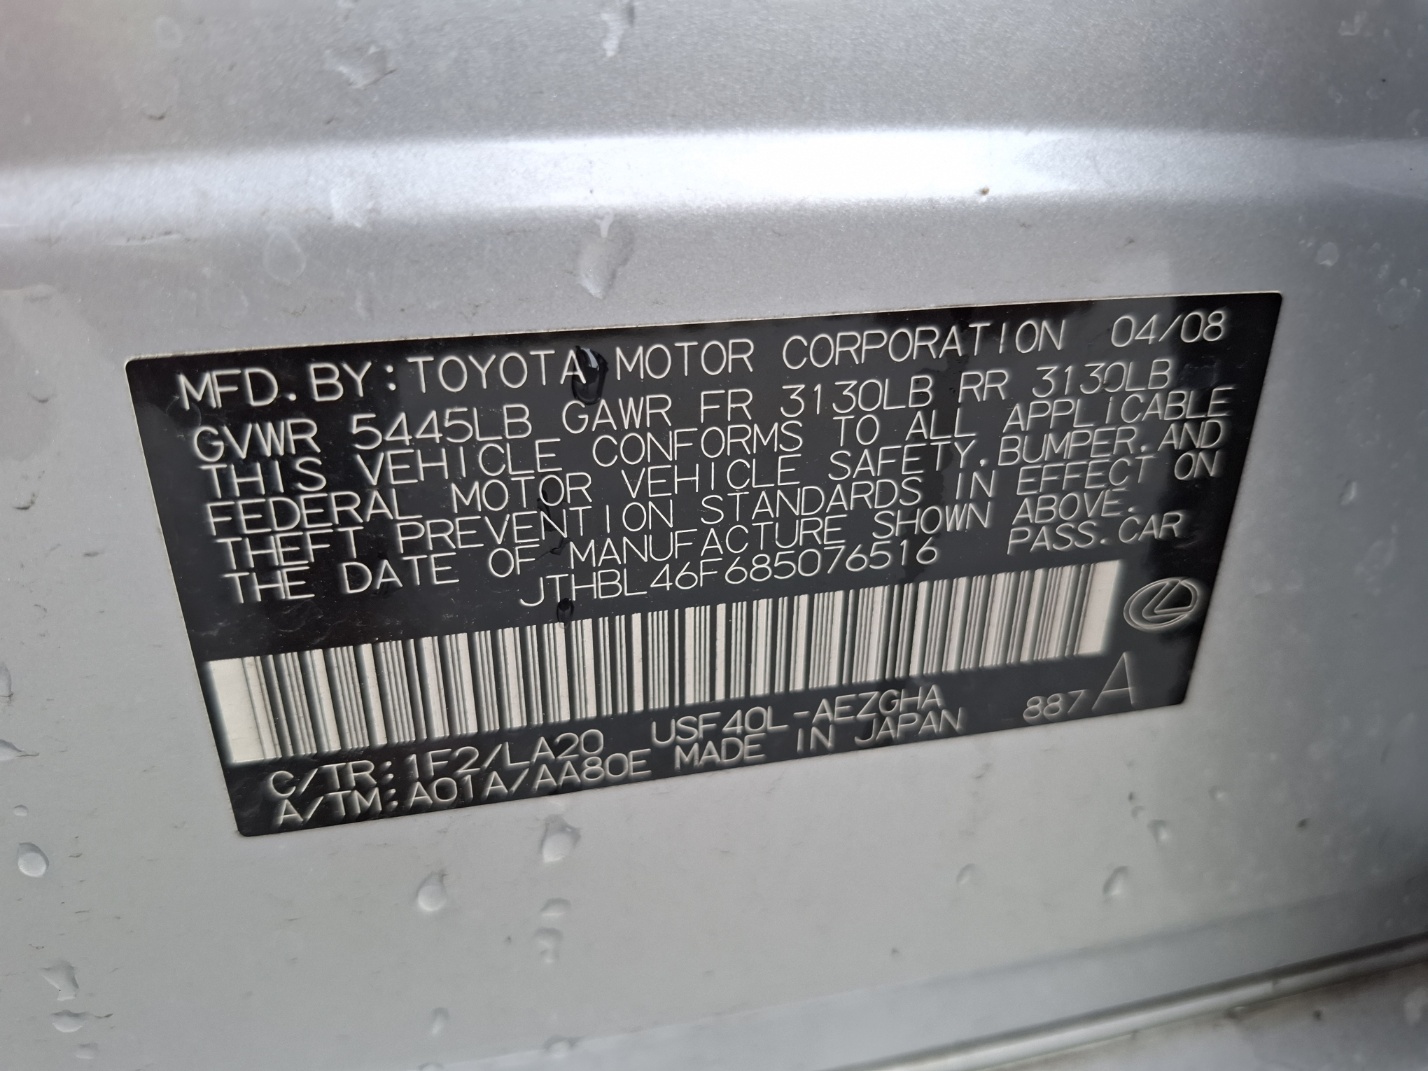 MFD. BY: TOYOTA MOTOR CORPORATION 04/08
GVWR 5445LB GAWR FR 3130LB RR 3130LB
THIS VEHICLE CONFORMS TO ALL APPLICABLE
FEDERAL MOTOR VEHICLE SAFETY, BUMPER, AND
THEFT PREVENTION STANDARDS IN EFFECT ON
THE DATE OF MANUFACTURE SHOWN ABOVE.
JTHBL46F685076516 PASS. CAR
C/TR: 1F2/LA20 USF40L-AEZGHA
A/TM: A01A/AA80E MADE IN JAPAN 887 A